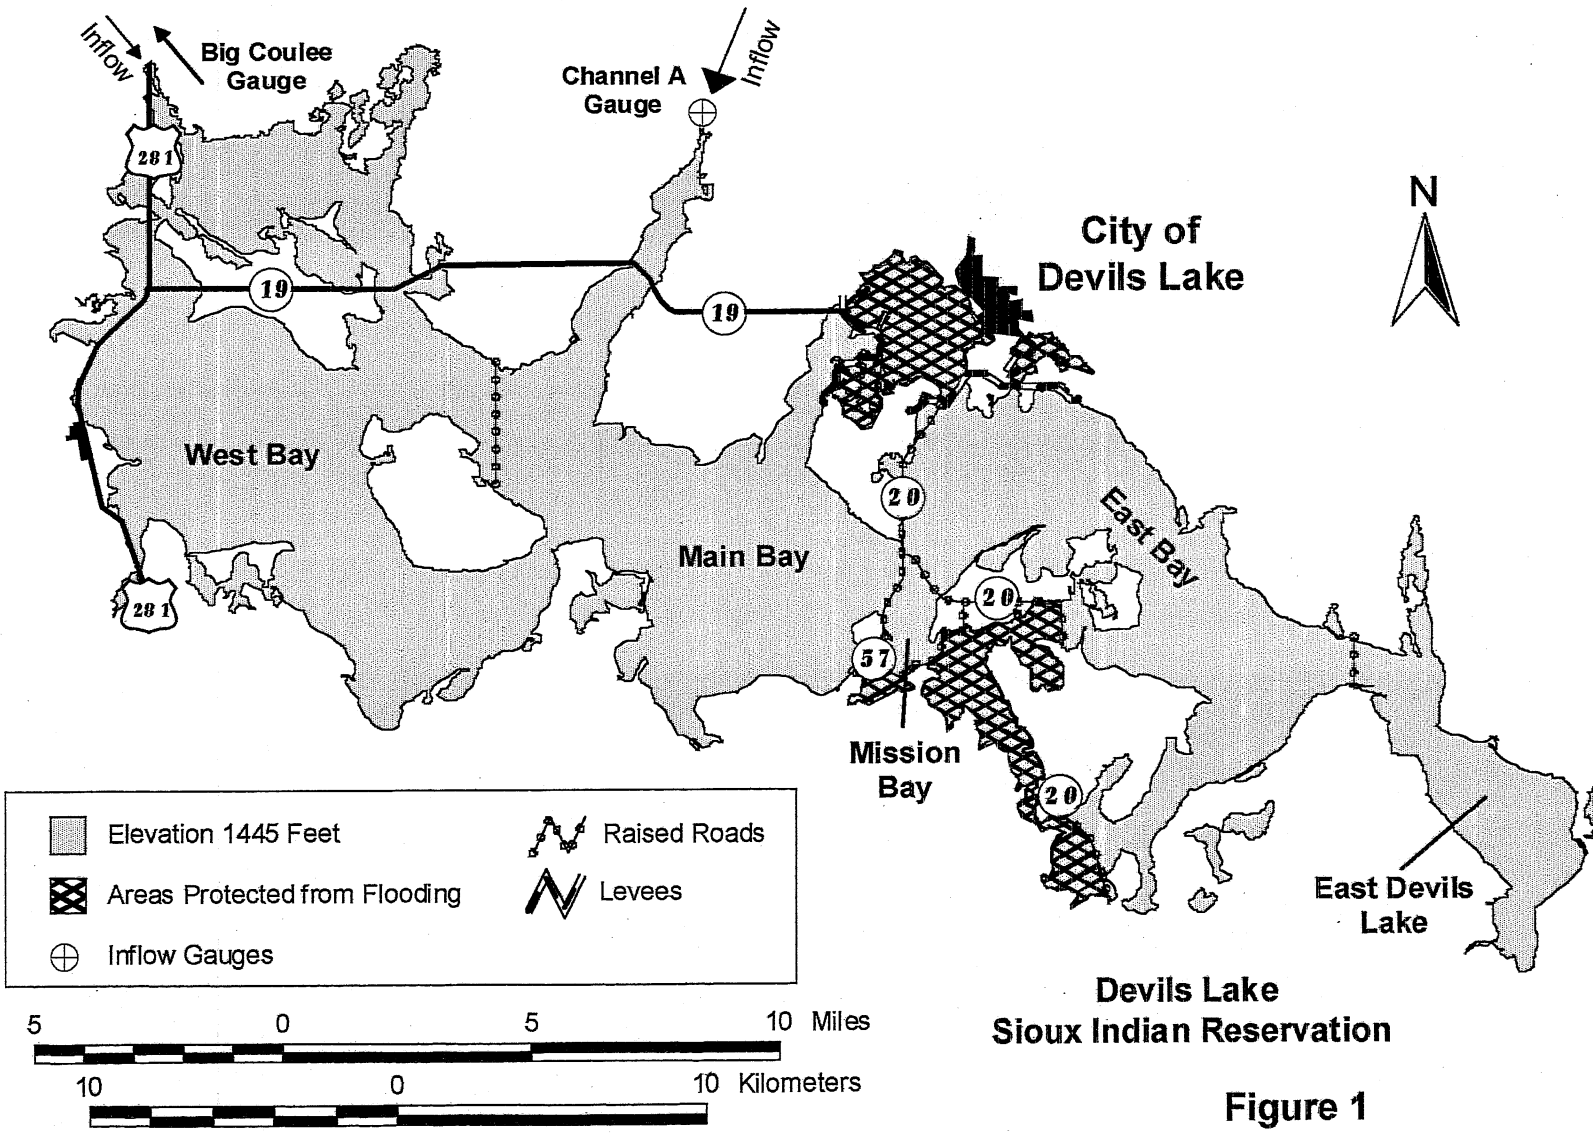 Inflow
Big Coulee
Gauge
Channel A
Gauge
Inflow
281
N
City of
Devils Lake
19
19
West Bay
20
East Bay
Main Bay
20
281
57
Mission
Bay
20
East Devils
Lake
Elevation 1445 Feet
Raised Roads
Areas Protected from Flooding
Levees
Inflow Gauges
Devils Lake
Sioux Indian Reservation
5 0 5 10 Miles
10 0 10 Kilometers
Figure 1